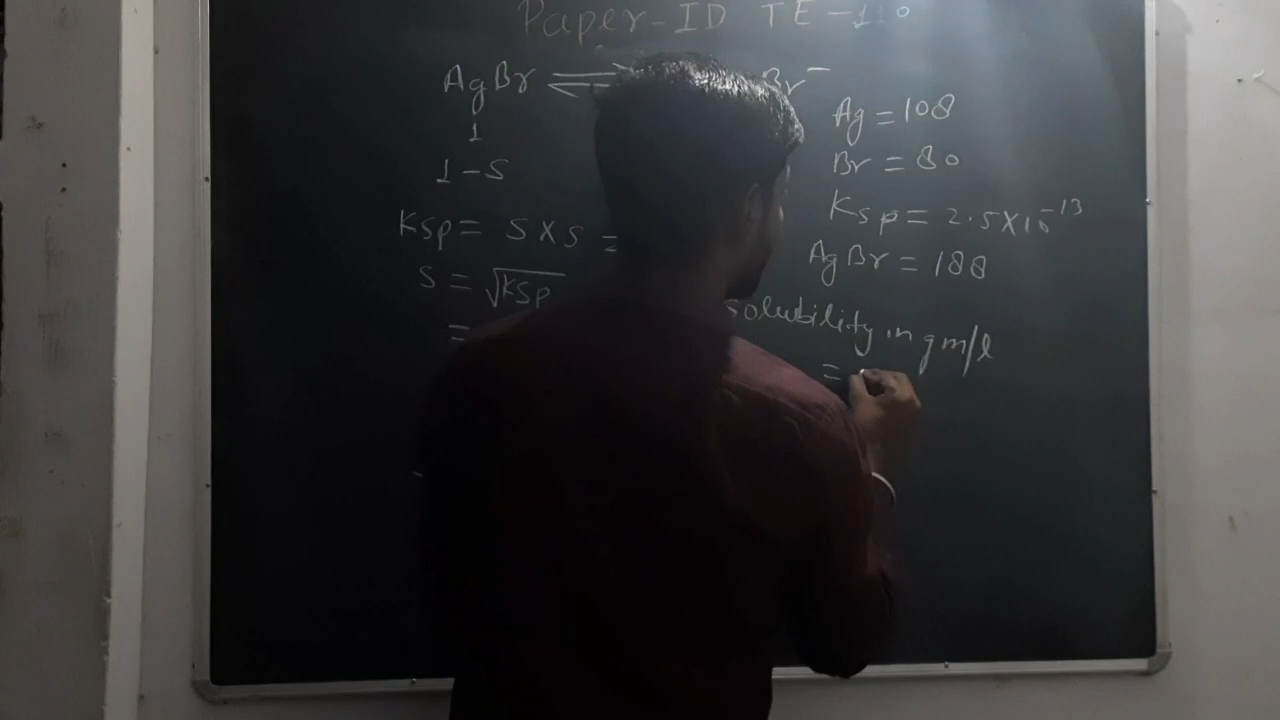 Paper-ID TE-110
AgBr ⇌ Br⁻
1
1-S
Ksp = S×S =
S = √Ksp
=
Ag = 108
Br = 80
Ksp = 2.5×10⁻¹³
AgBr = 188
solubility in gm/l
=